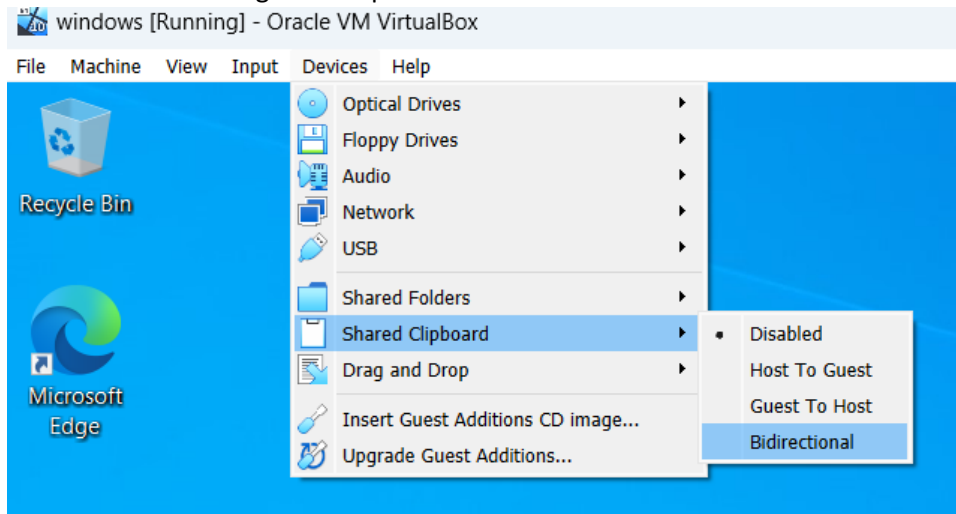 windows [Running] - Oracle VM VirtualBox
File Machine View Input Devices Help
Optical Drives
Floppy Drives
Audio
Network
USB
Shared Folders
Shared Clipboard
Drag and Drop
Insert Guest Additions CD image...
Upgrade Guest Additions...
Disabled
Host To Guest
Guest To Host
Bidirectional
Recycle Bin
Microsoft
Edge